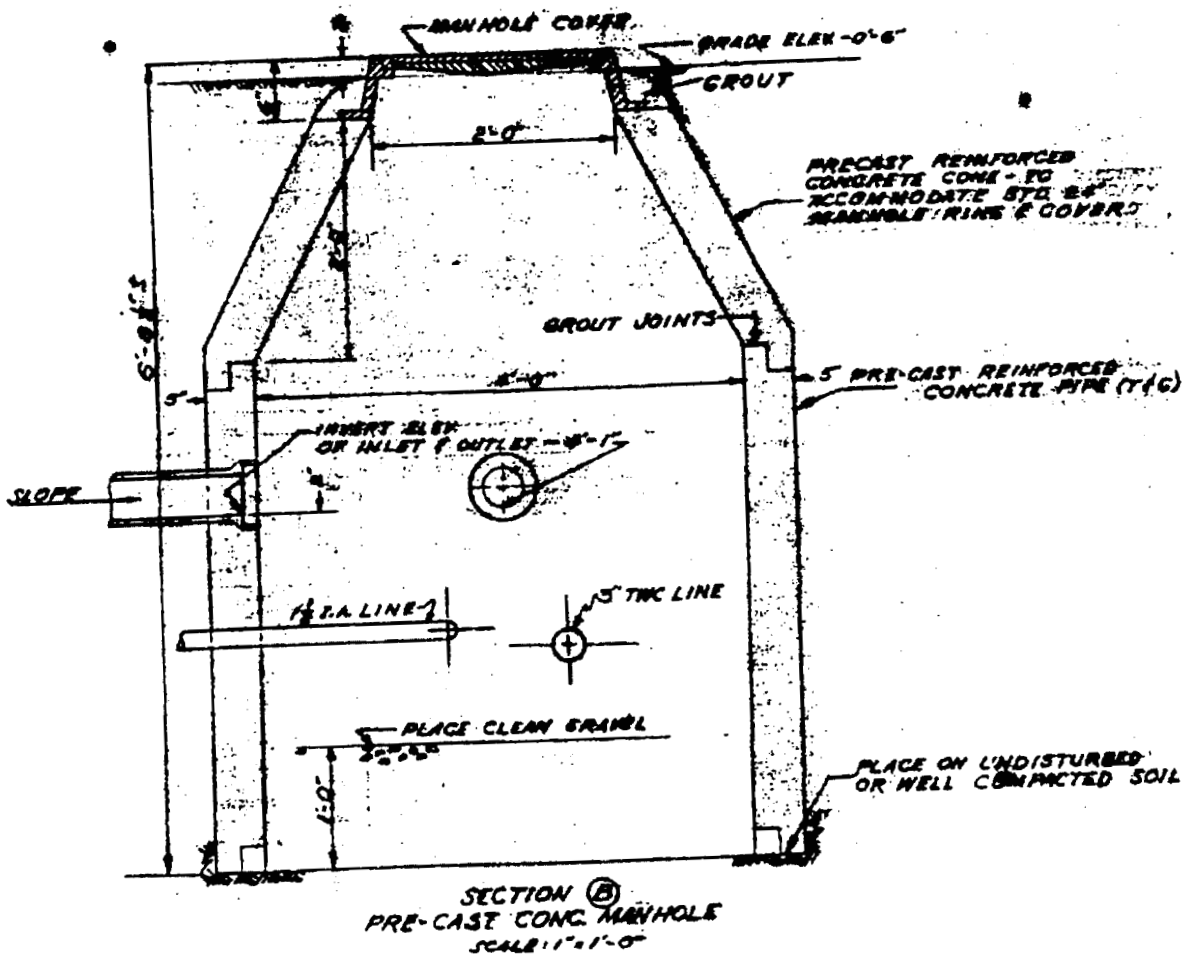 MANHOLE COVER
GRADE ELEV-0'-6"
GROUT
2'-0"
PRECAST REINFORCED
CONCRETE CONE - TO
ACCOMMODATE STD. 24"
MANHOLE RING & COVER
GROUT JOINTS
4'-0"
5"
5"
PRE-CAST REINFORCED
CONCRETE PIPE (T&G)
INVERT ELEV.
OF INLET & OUTLET
SLOPE
I.A. LINE
3" TWC LINE
PLACE CLEAN GRAVEL
1'-0"
PLACE ON UNDISTURBED
OR WELL COMPACTED SOIL
SECTION B
PRE-CAST CONC. MANHOLE
SCALE: 1"=1'-0"